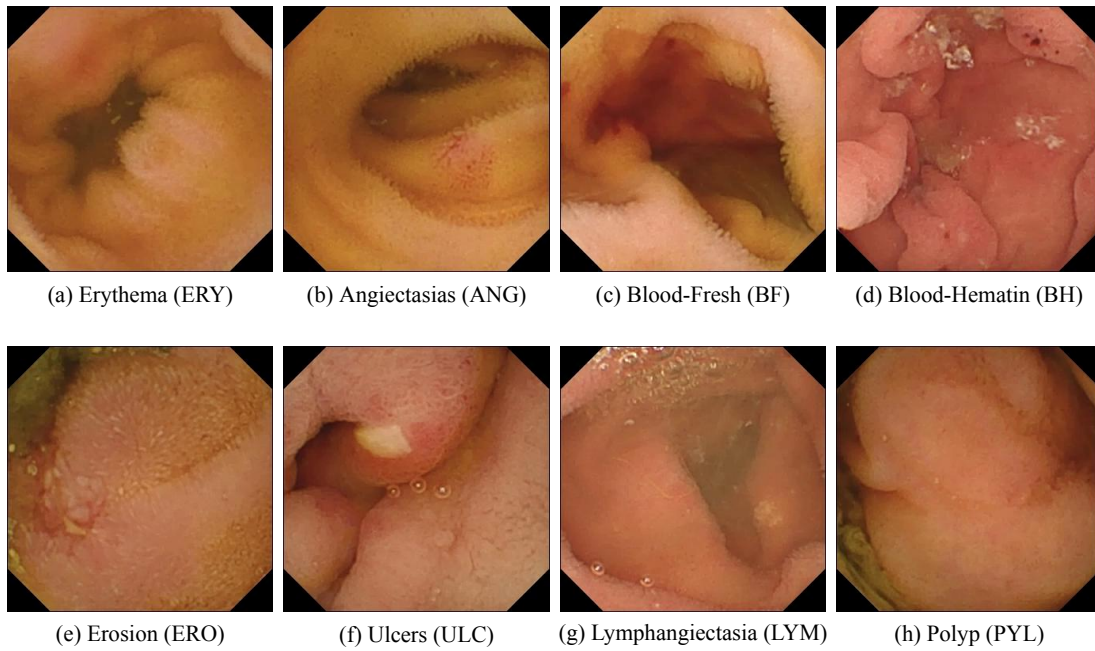 (a) Erythema (ERY)
(b) Angiectasias (ANG)
(c) Blood-Fresh (BF)
(d) Blood-Hematin (BH)
(e) Erosion (ERO)
(f) Ulcers (ULC)
(g) Lymphangiectasia (LYM)
(h) Polyp (PYL)